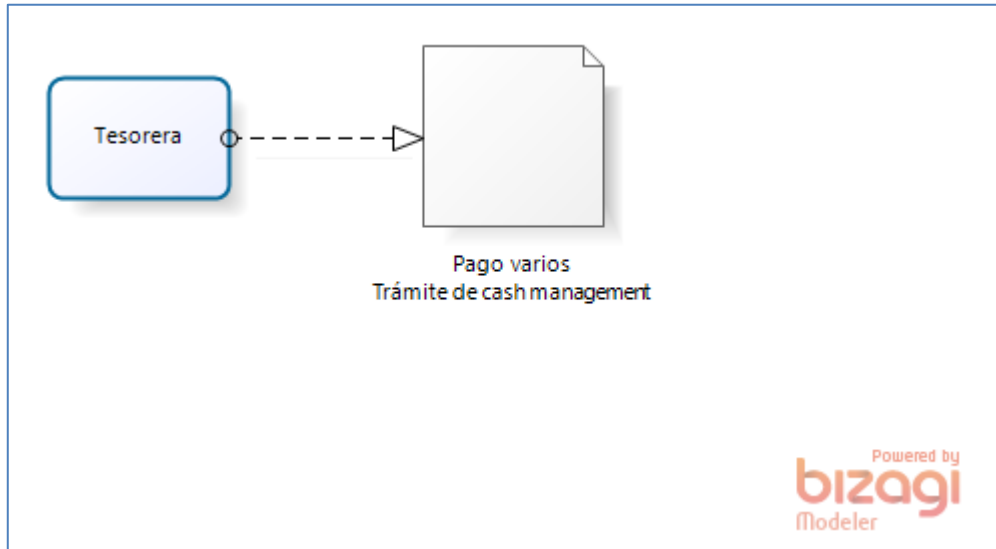 Tesorera
Pago varios
Trámite de cash management
Powered by
bizagi
Modeler